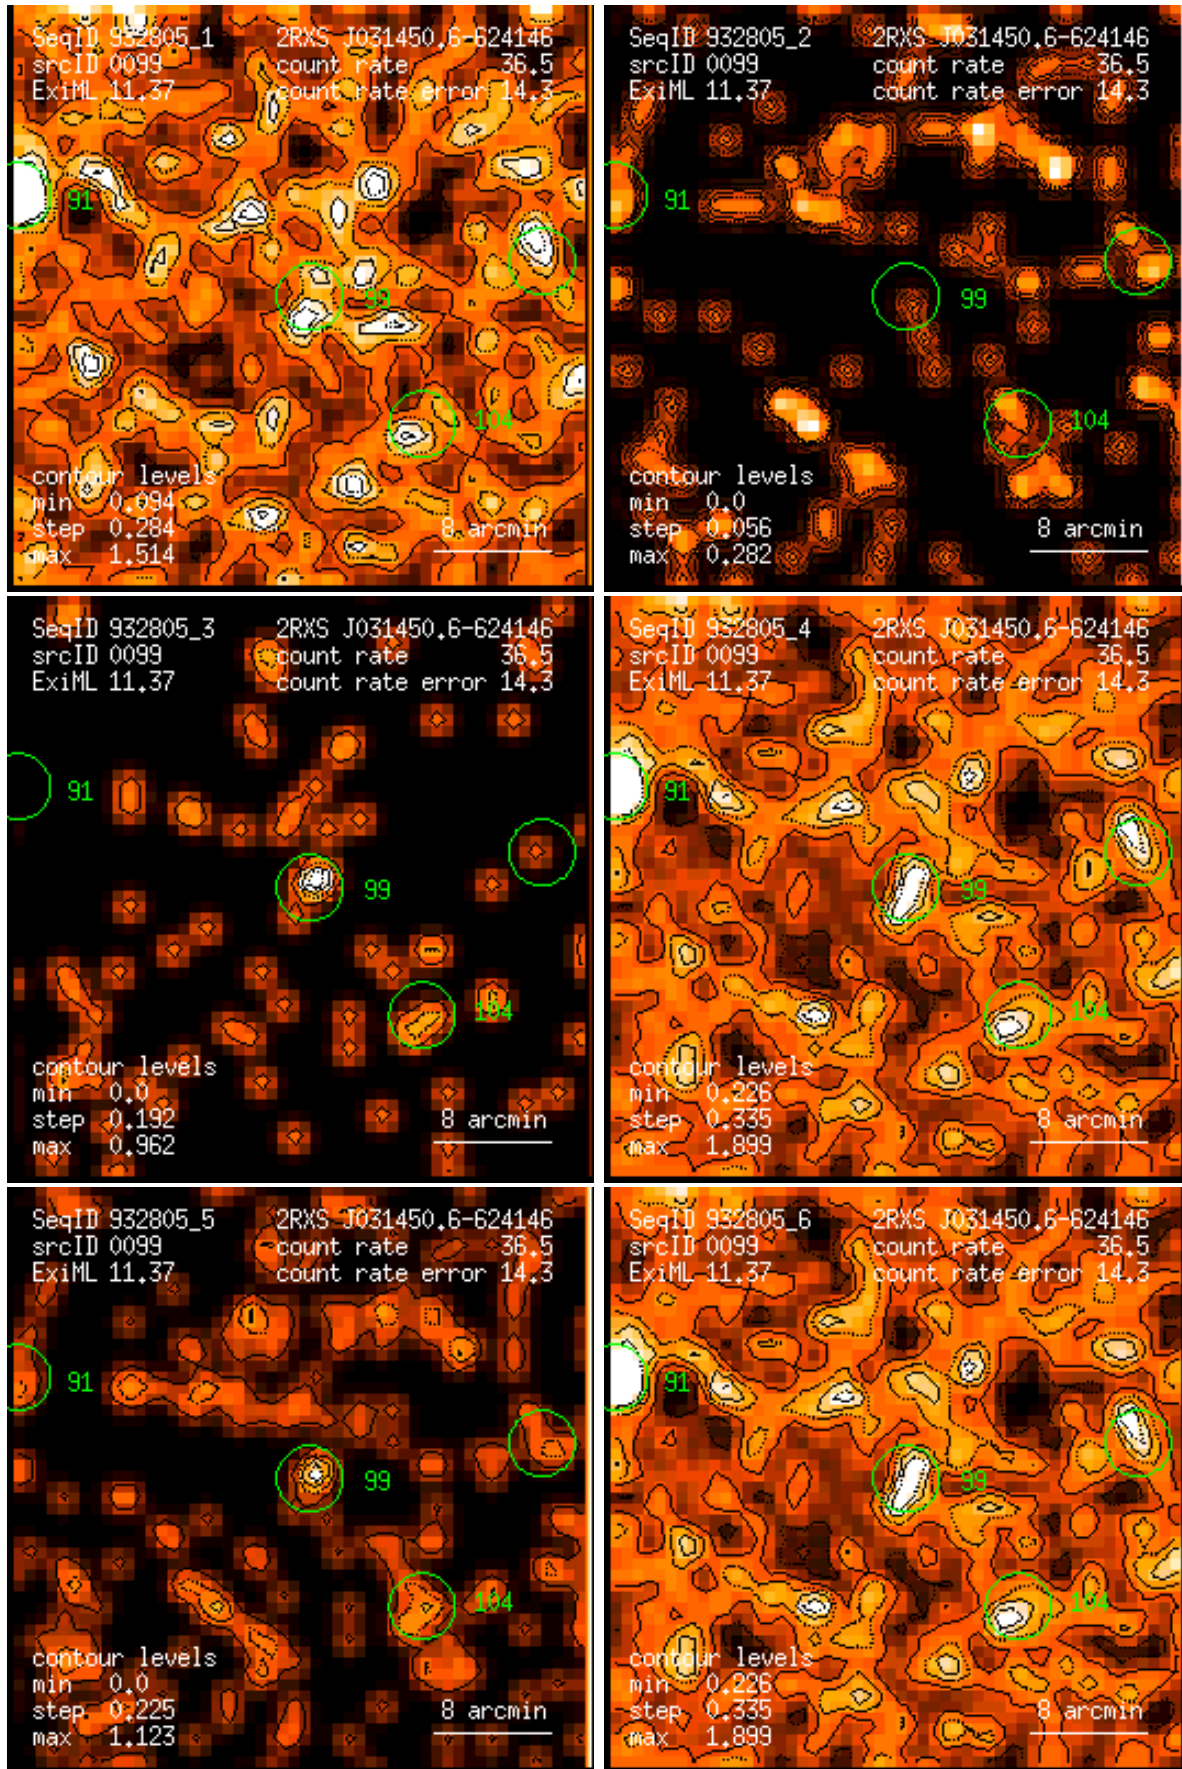 SeqID 932805_1 2RXS J031450.6-624146
srcID 0099 count rate 36.5
ExiML 11.37 count rate error 14.3
91
99
104
contour levels
min 0.094
step 0.284 8 arcmin
max 1.514
SeqID 932805_2 2RXS J031450.6-624146
srcID 0099 count rate 36.5
ExiML 11.37 count rate error 14.3
91
99
104
contour levels
min 0.0
step 0.056 8 arcmin
max 0.282
SeqID 932805_3 2RXS J031450.6-624146
srcID 0099 count rate 36.5
ExiML 11.37 count rate error 14.3
91
99
104
contour levels
min 0.0
step 0.192 8 arcmin
max 0.962
SeqID 932805_4 2RXS J031450.6-624146
srcID 0099 count rate 36.5
ExiML 11.37 count rate error 14.3
91
99
104
contour levels
min 0.226
step 0.335 8 arcmin
max 1.899
SeqID 932805_5 2RXS J031450.6-624146
srcID 0099 count rate 36.5
ExiML 11.37 count rate error 14.3
91
99
104
contour levels
min 0.0
step 0.225 8 arcmin
max 1.123
SeqID 932805_6 2RXS J031450.6-624146
srcID 0099 count rate 36.5
ExiML 11.37 count rate error 14.3
91
99
104
contour levels
min 0.226
step 0.335 8 arcmin
max 1.899